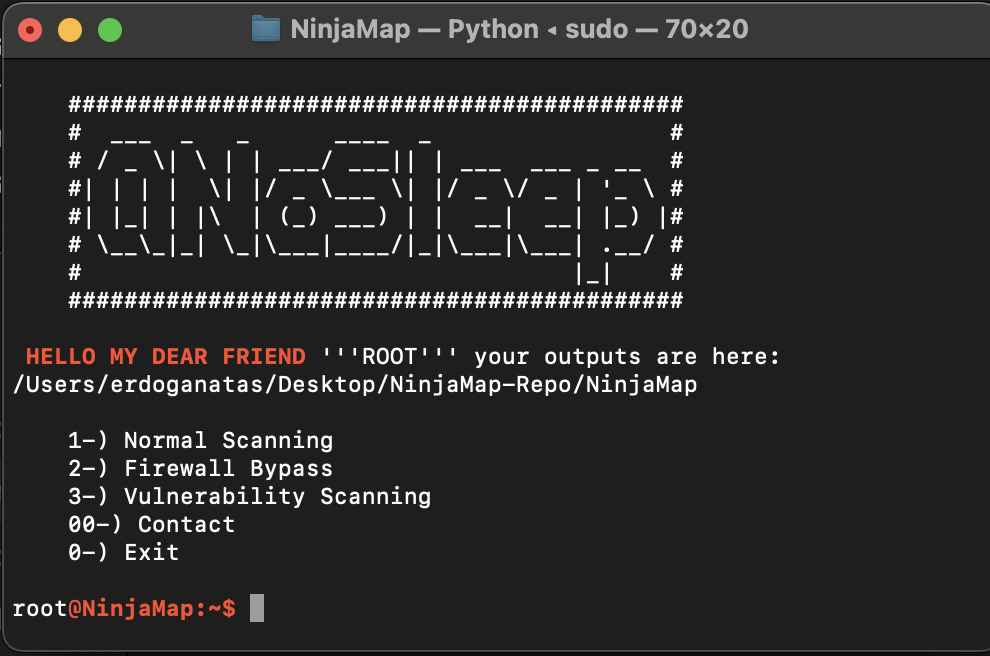 NinjaMap — Python ◂ sudo — 70×20
############################################
#   ___  _   _      ____  _                 #
# / _ \| \ | | ___/ ___|| | ___  ___ _ __  #
#| | | |  \| |/ _ \___ \| |/ _ \/ _ | '_ \ #
#| |_| | |\  | (_) ___) | |  __|  __| |_) |#
# \__\_|_| \_|\___|____/|_|\___|\___| .__/ #
#                                   |_|    #
############################################
HELLO MY DEAR FRIEND '''ROOT''' your outputs are here:
/Users/erdoganatas/Desktop/NinjaMap-Repo/NinjaMap
1-) Normal Scanning
2-) Firewall Bypass
3-) Vulnerability Scanning
00-) Contact
0-) Exit
root@NinjaMap:~$